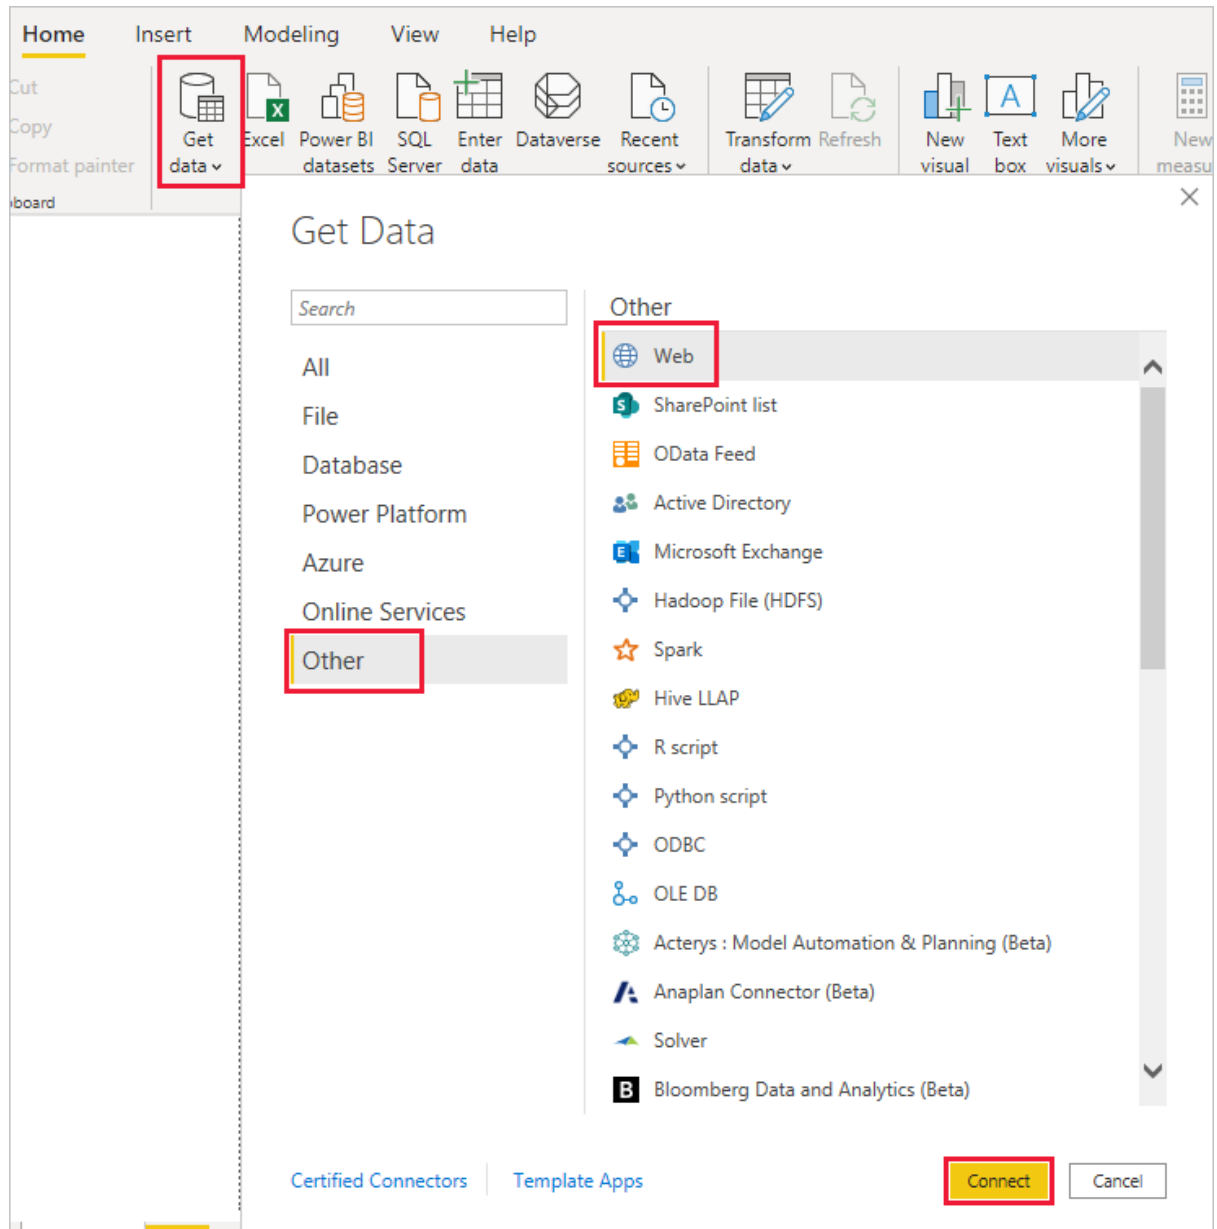 Home Insert Modeling View Help
Cut
Copy
Format painter
board
Get data
Excel
Power BI datasets
SQL Server
Enter data
Dataverse
Recent sources
Transform data
Refresh
New visual
Text box
More visuals
New measu
Get Data
Search
All
File
Database
Power Platform
Azure
Online Services
Other
Other
Web
SharePoint list
OData Feed
Active Directory
Microsoft Exchange
Hadoop File (HDFS)
Spark
Hive LLAP
R script
Python script
ODBC
OLE DB
Acterys : Model Automation & Planning (Beta)
Anaplan Connector (Beta)
Solver
Bloomberg Data and Analytics (Beta)
Certified Connectors
Template Apps
Connect
Cancel